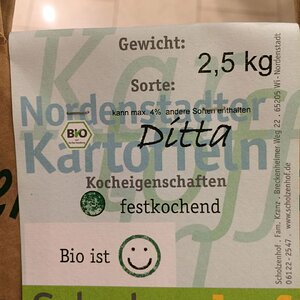 Gewicht:
2,5 kg
Sorte:
Nordenstadter
kann max. 4% andere Sorten enthalten
BIO
Ditta
Kartoffeln
Kocheigenschaften
festkochend
Bio ist
Scholzenhof . Fam. Kranz . Breckenheimer Weg 22 . 65205 Wi - Nordenstadt
06122 - 2547 . www.scholzenhof.de